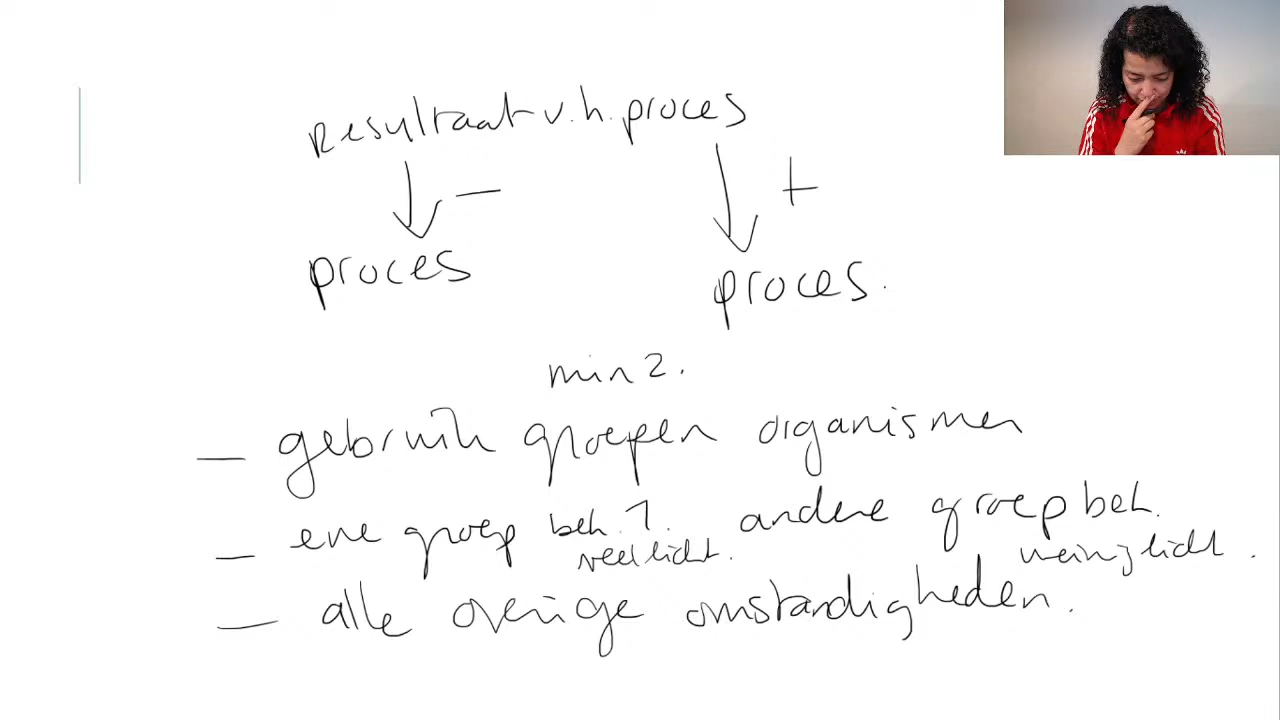 resultaat v.h. proces
− +
proces proces.
min 2.
— gebruik groepen organismen
— ene groep beh. 1. andere groep beh.
veel licht. weinig licht.
— alle overige omstandigheden.